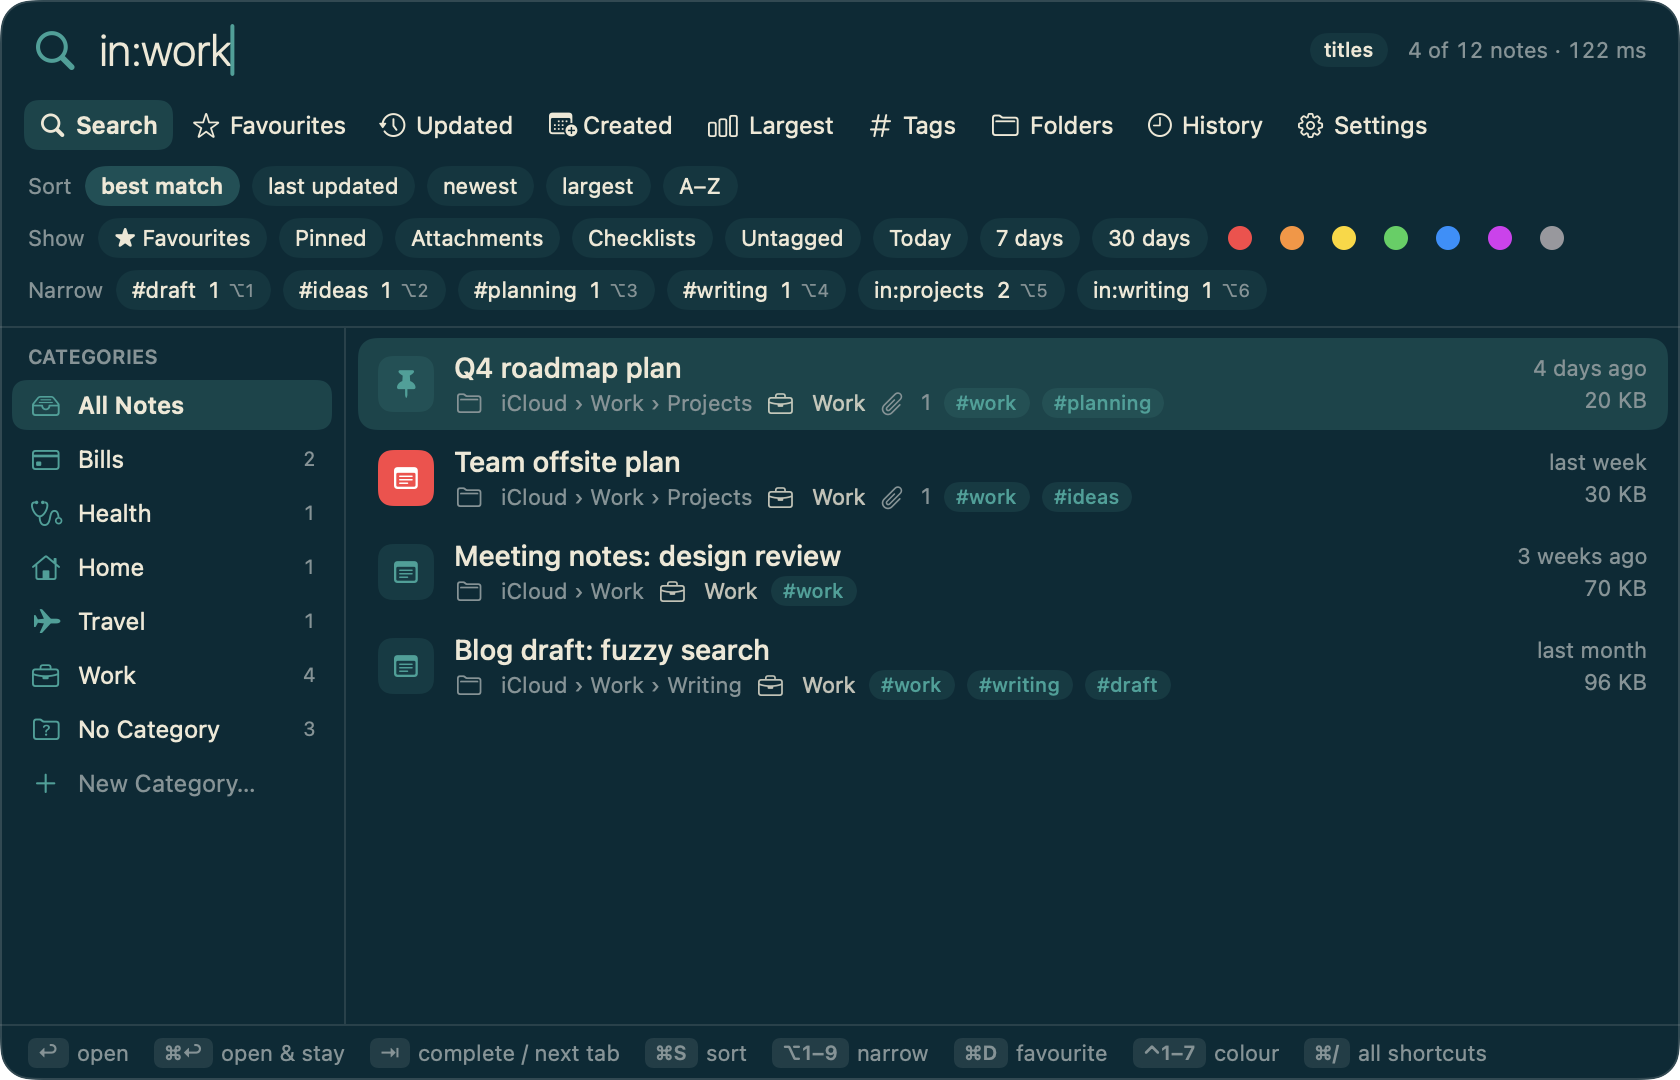 in:work titles 4 of 12 notes · 122 ms
Search Favourites Updated Created Largest # Tags Folders History Settings
Sort best match last updated newest largest A–Z
Show ★ Favourites Pinned Attachments Checklists Untagged Today 7 days 30 days
Narrow #draft 1 ⌥1 #ideas 1 ⌥2 #planning 1 ⌥3 #writing 1 ⌥4 in:projects 2 ⌥5 in:writing 1 ⌥6
CATEGORIES
All Notes
Bills 2
Health 1
Home 1
Travel 1
Work 4
No Category 3
+ New Category...
Q4 roadmap plan 4 days ago
iCloud › Work › Projects Work 1 #work #planning 20 KB
Team offsite plan last week
iCloud › Work › Projects Work 1 #work #ideas 30 KB
Meeting notes: design review 3 weeks ago
iCloud › Work Work #work 70 KB
Blog draft: fuzzy search last month
iCloud › Work › Writing Work #work #writing #draft 96 KB
↩ open ⌘↩ open & stay ⇥ complete / next tab ⌘S sort ⌥1–9 narrow ⌘D favourite ^1–7 colour ⌘/ all shortcuts